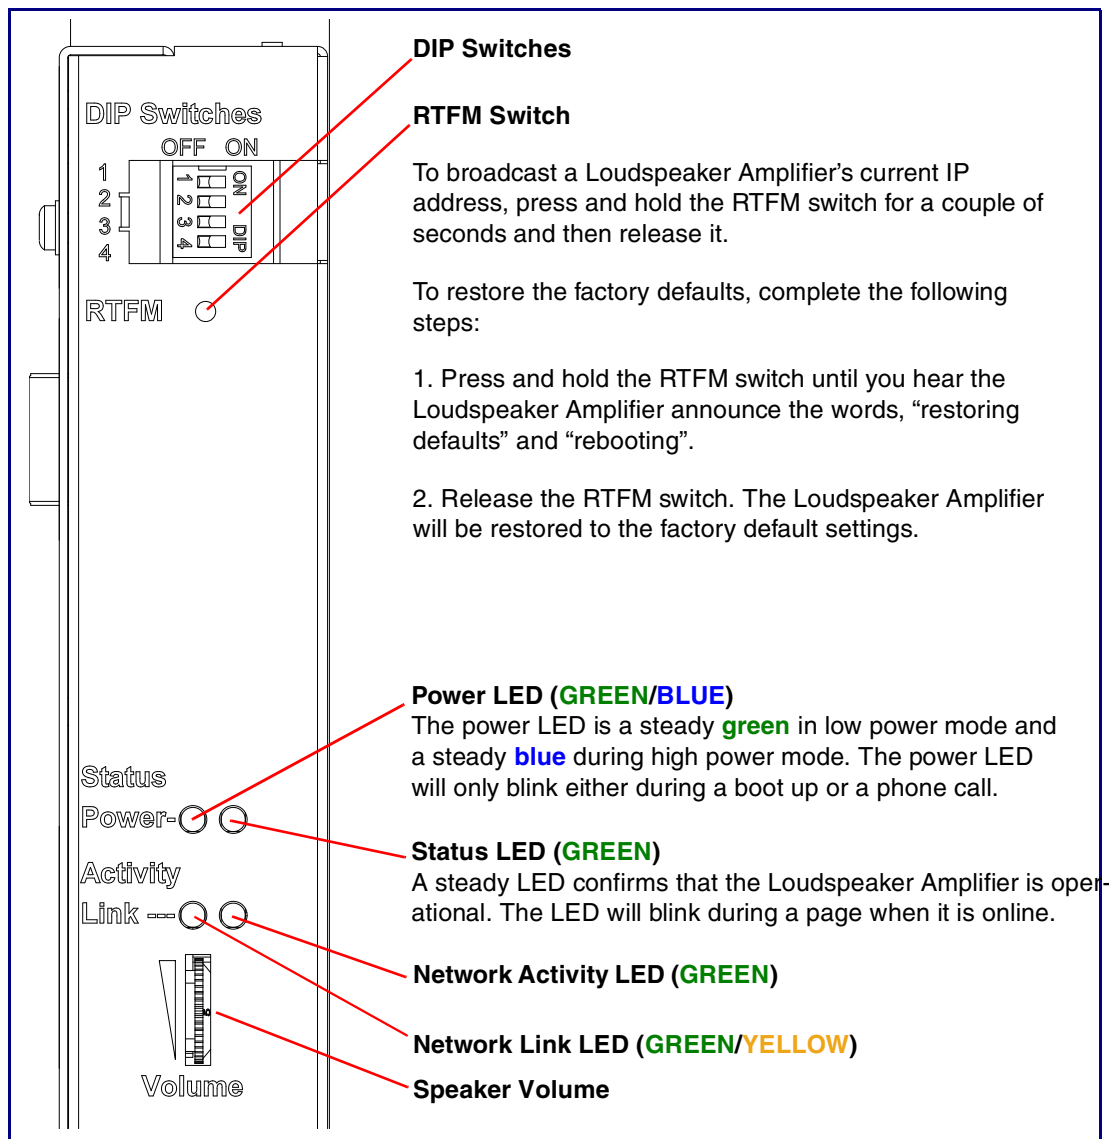 DIP Switches
OFF ON
1
2
3
4
1
2
3
4
ON
DIP
RTFM
Status
Power-
Activity
Link ---
6
Volume
DIP Switches
RTFM Switch
To broadcast a Loudspeaker Amplifier’s current IP
address, press and hold the RTFM switch for a couple of
seconds and then release it.
To restore the factory defaults, complete the following
steps:
1. Press and hold the RTFM switch until you hear the
Loudspeaker Amplifier announce the words, “restoring
defaults” and “rebooting”.
2. Release the RTFM switch. The Loudspeaker Amplifier
will be restored to the factory default settings.
Power LED (GREEN/BLUE)
The power LED is a steady green in low power mode and
a steady blue during high power mode. The power LED
will only blink either during a boot up or a phone call.
Status LED (GREEN)
A steady LED confirms that the Loudspeaker Amplifier is oper-
ational. The LED will blink during a page when it is online.
Network Activity LED (GREEN)
Network Link LED (GREEN/YELLOW)
Speaker Volume